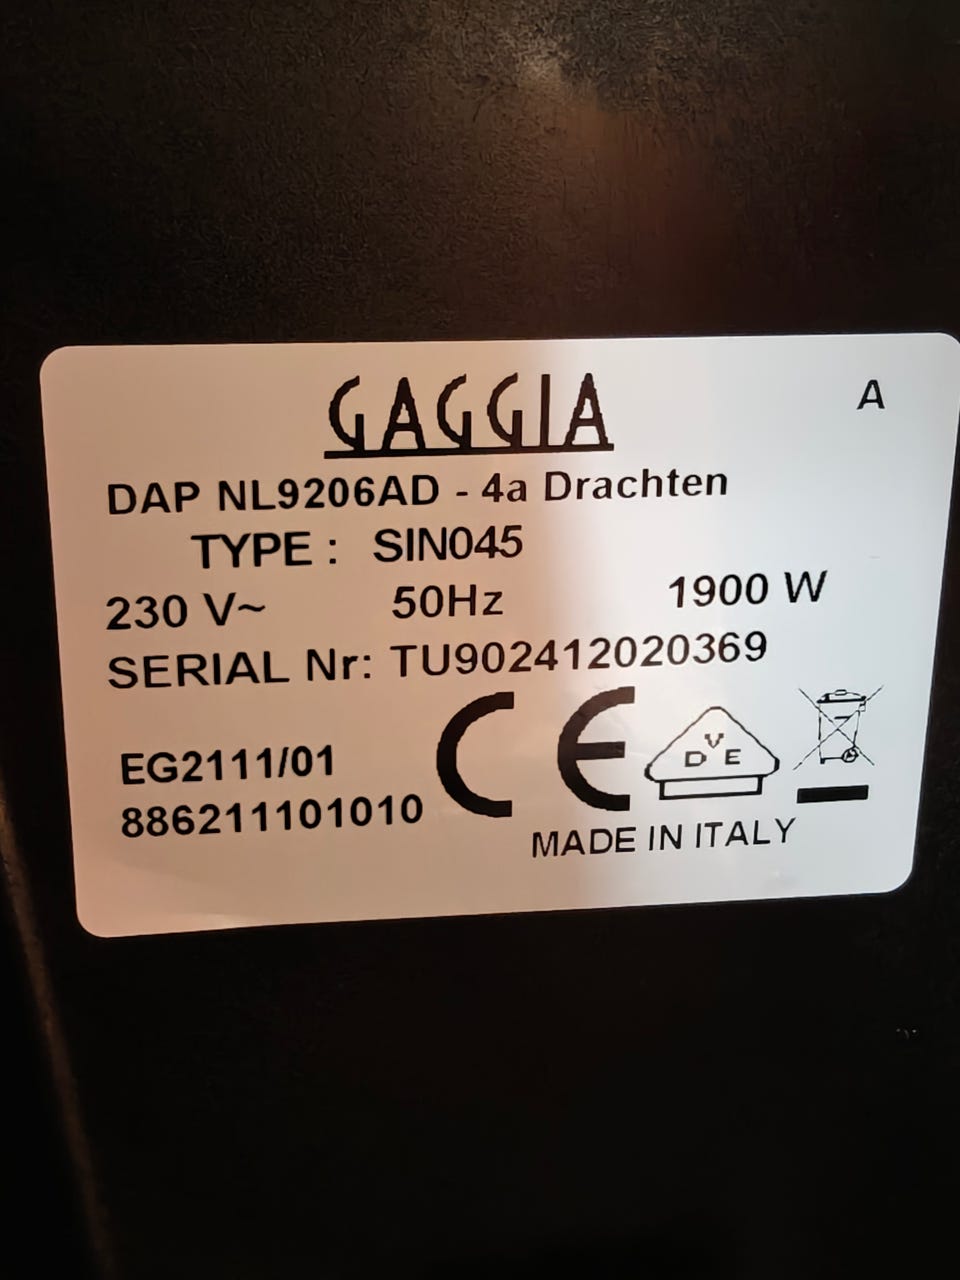 GAGGIA
A
DAP NL9206AD - 4a Drachten
TYPE : SIN045
230 V~ 50Hz 1900 W
SERIAL Nr: TU902412020369
EG2111/01
886211101010
CE
DVE
MADE IN ITALY